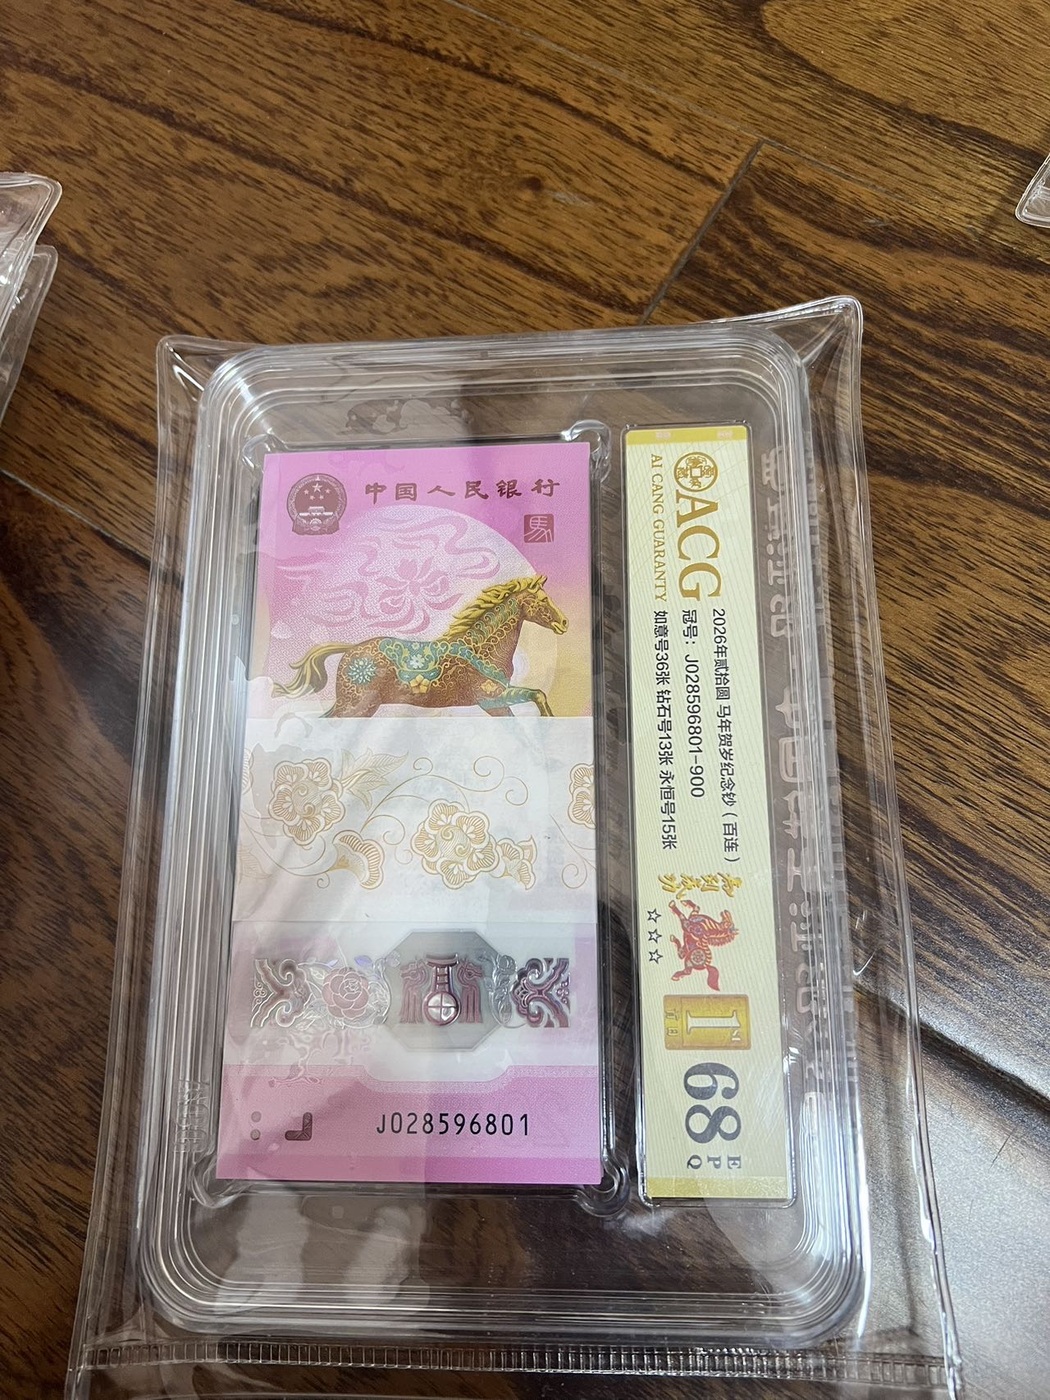 中国人民银行
馬
J028596801
ACG
AI CANG GUARANTY
2026年贰拾圆 马年贺岁纪念钞（百连）
冠号：J028596801-900
如意号36张 钻石号13张 永恒号15张
☆☆☆
1
68
E
P
Q